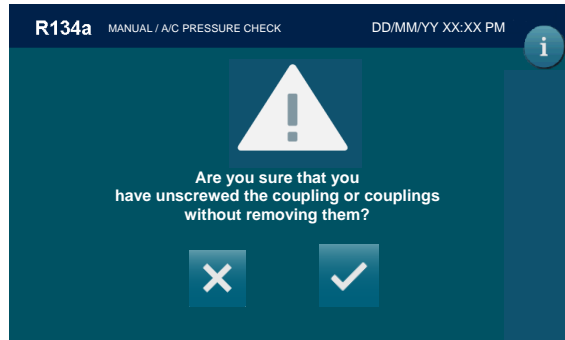 R134a MANUAL / A/C PRESSURE CHECK DD/MM/YY XX:XX PM
i
!
Are you sure that you
have unscrewed the coupling or couplings
without removing them?